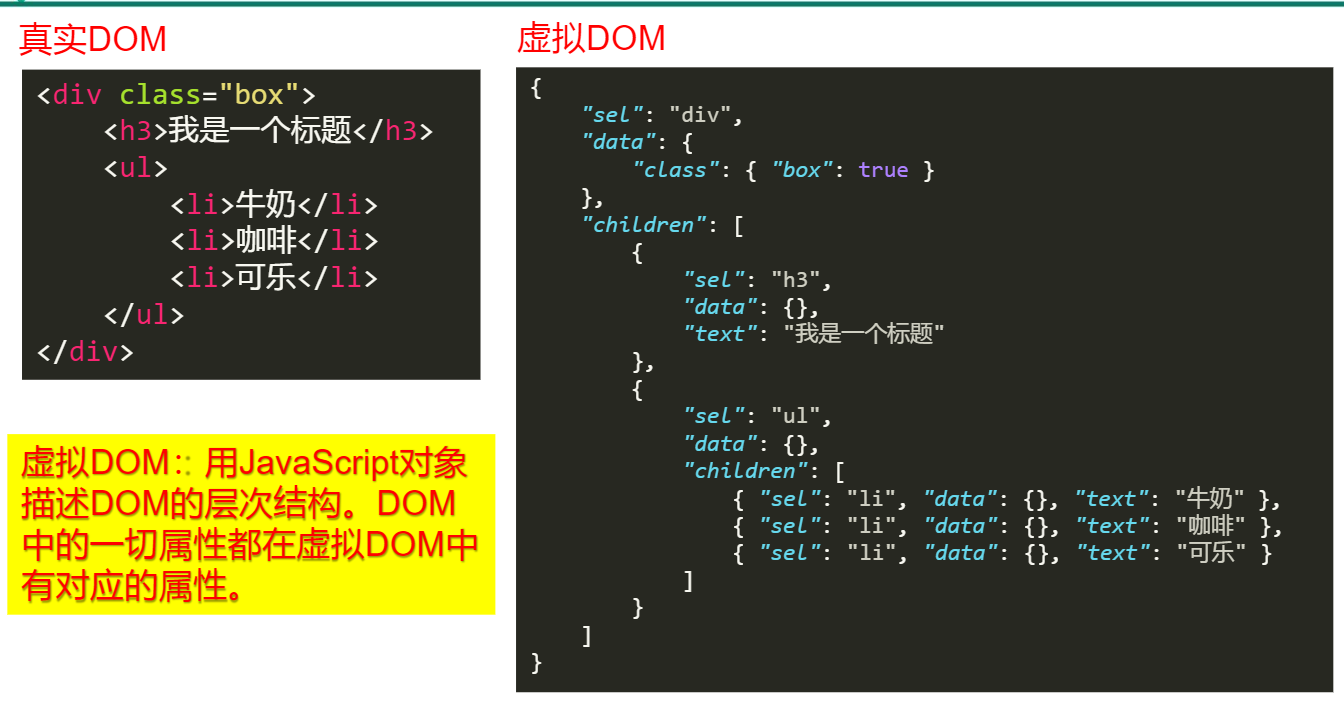 真实DOM
<div class="box">
    <h3>我是一个标题</h3>
    <ul>
        <li>牛奶</li>
        <li>咖啡</li>
        <li>可乐</li>
    </ul>
</div>
虚拟DOM:：用JavaScript对象
描述DOM的层次结构。DOM
中的一切属性都在虚拟DOM中
有对应的属性。
虚拟DOM
{
    "sel": "div",
    "data": {
        "class": { "box": true }
    },
    "children": [
        {
            "sel": "h3",
            "data": {},
            "text": "我是一个标题"
        },
        {
            "sel": "ul",
            "data": {},
            "children": [
                { "sel": "li", "data": {}, "text": "牛奶" },
                { "sel": "li", "data": {}, "text": "咖啡" },
                { "sel": "li", "data": {}, "text": "可乐" }
            ]
        }
    ]
}